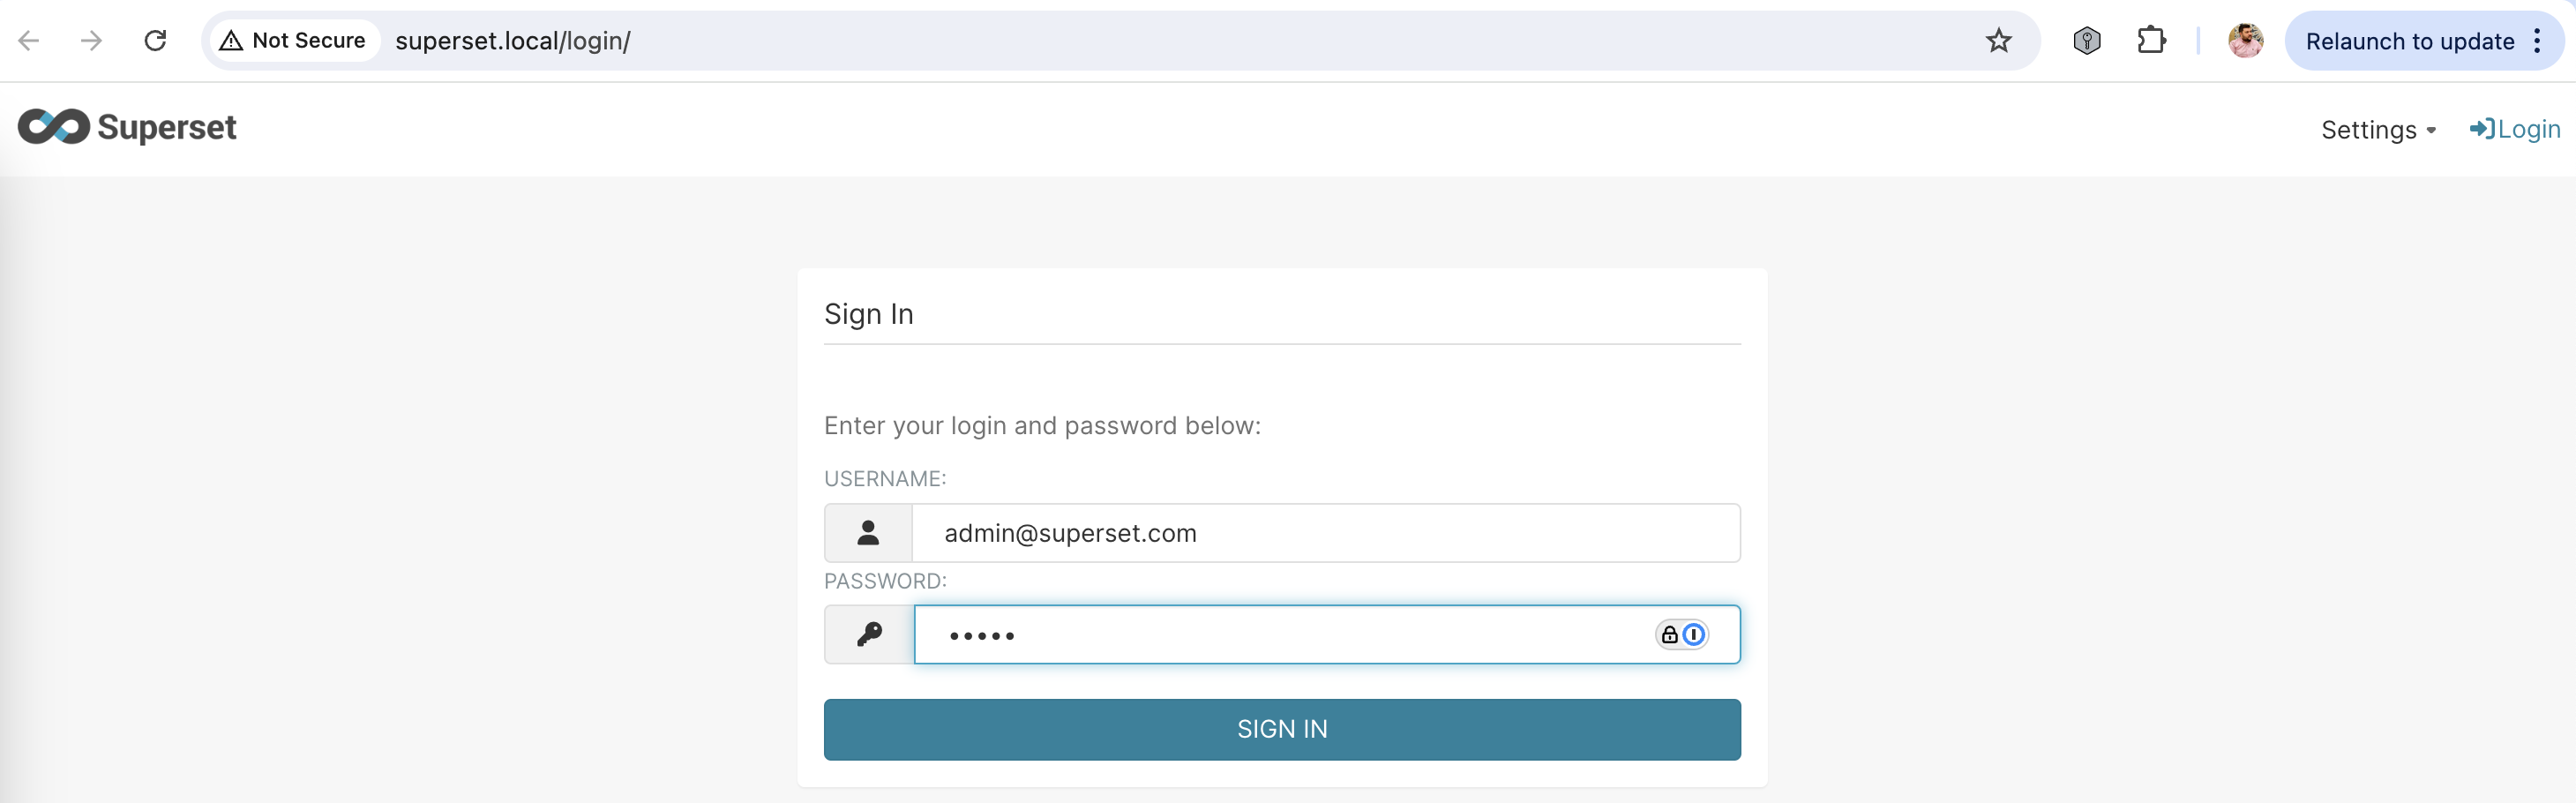 Not Secure superset.local/login/ Relaunch to update
Superset Settings Login
Sign In
Enter your login and password below:
USERNAME:
admin@superset.com
PASSWORD:
•••••
SIGN IN